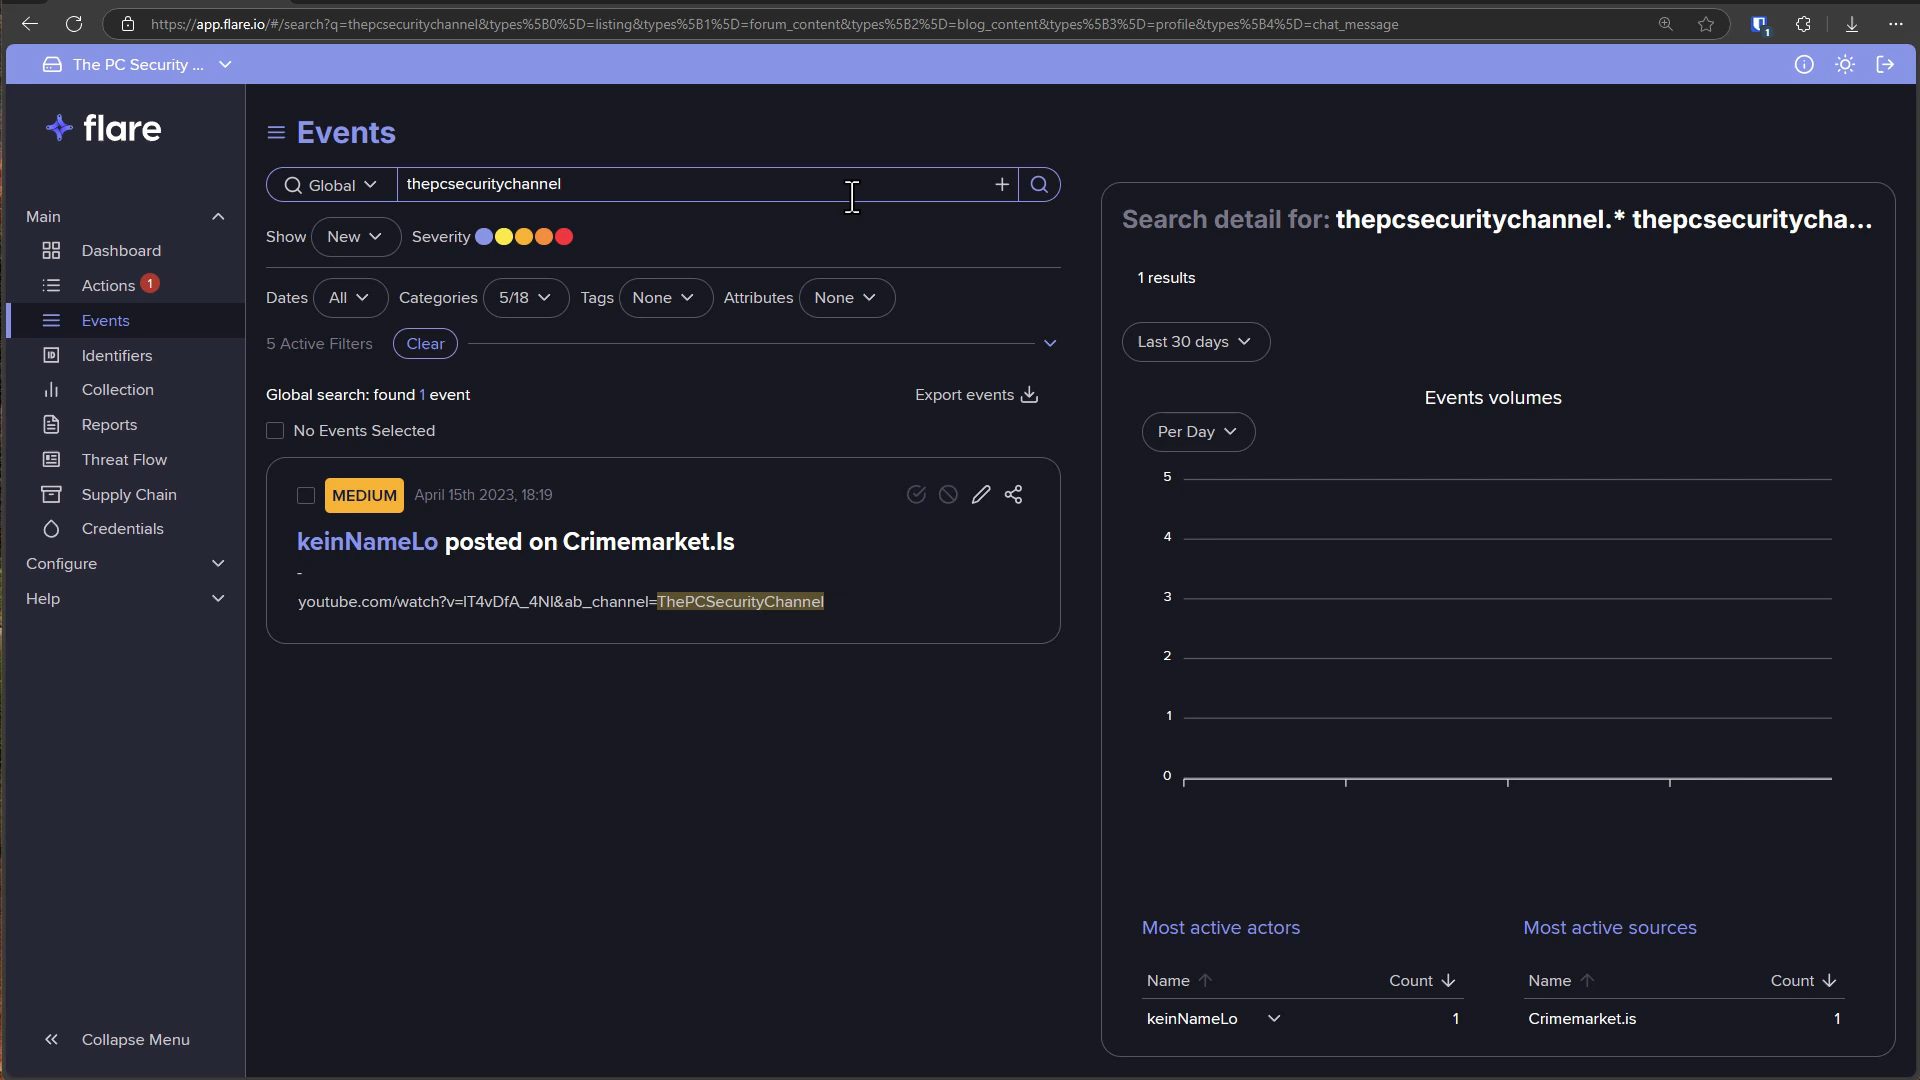 https://app.flare.io/#/search?q=thepcsecuritychannel&types%5B0%5D=listing&types%5B1%5D=forum_content&types%5B2%5D=blog_content&types%5B3%5D=profile&types%5B4%5D=chat_message
1
The PC Security ...
flare
Main
Dashboard
Actions 1
Events
Identifiers
Collection
Reports
Threat Flow
Supply Chain
Credentials
Configure
Help
Collapse Menu
Events
Global thepcsecuritychannel
Show New Severity
Dates All Categories 5/18 Tags None Attributes None
5 Active Filters Clear
Global search: found 1 event Export events
No Events Selected
MEDIUM April 15th 2023, 18:19
keinNameLo posted on Crimemarket.Is
-
youtube.com/watch?v=IT4vDfA_4NI&ab_channel=ThePCSecurityChannel
Search detail for: thepcsecuritychannel.* thepcsecuritycha...
1 results
Last 30 days
Events volumes
Per Day
5
4
3
2
1
0
Most active actors
Name Count
keinNameLo 1
Most active sources
Name Count
Crimemarket.is 1